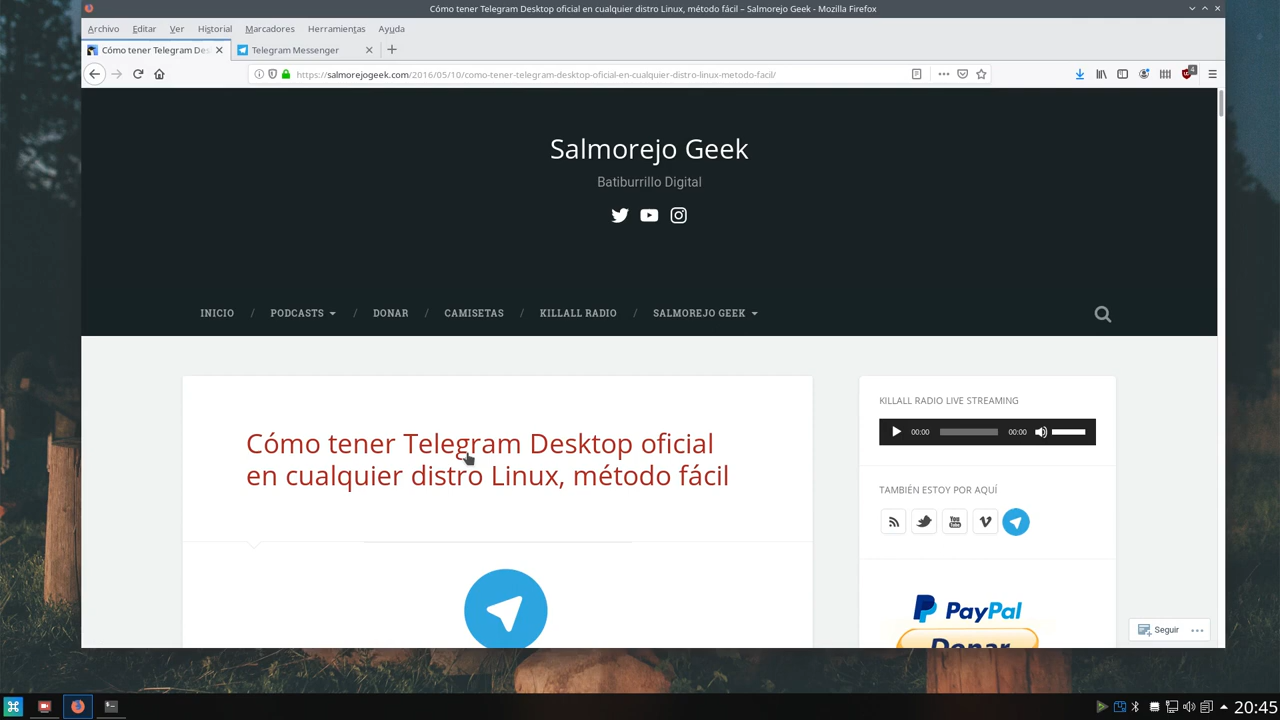 Cómo tener Telegram Desktop oficial en cualquier distro Linux, método fácil – Salmorejo Geek - Mozilla Firefox
Archivo Editar Ver Historial Marcadores Herramientas Ayuda
Cómo tener Telegram Des
Telegram Messenger
https://salmorejogeek.com/2016/05/10/como-tener-telegram-desktop-oficial-en-cualquier-distro-linux-metodo-facil/
4
Salmorejo Geek
Batiburrillo Digital
INICIO / PODCASTS / DONAR / CAMISETAS / KILLALL RADIO / SALMOREJO GEEK
Cómo tener Telegram Desktop oficial
en cualquier distro Linux, método fácil
KILLALL RADIO LIVE STREAMING
00:00 00:00
TAMBIÉN ESTOY POR AQUÍ
You Tube
PayPal
Donar
Seguir
20:45